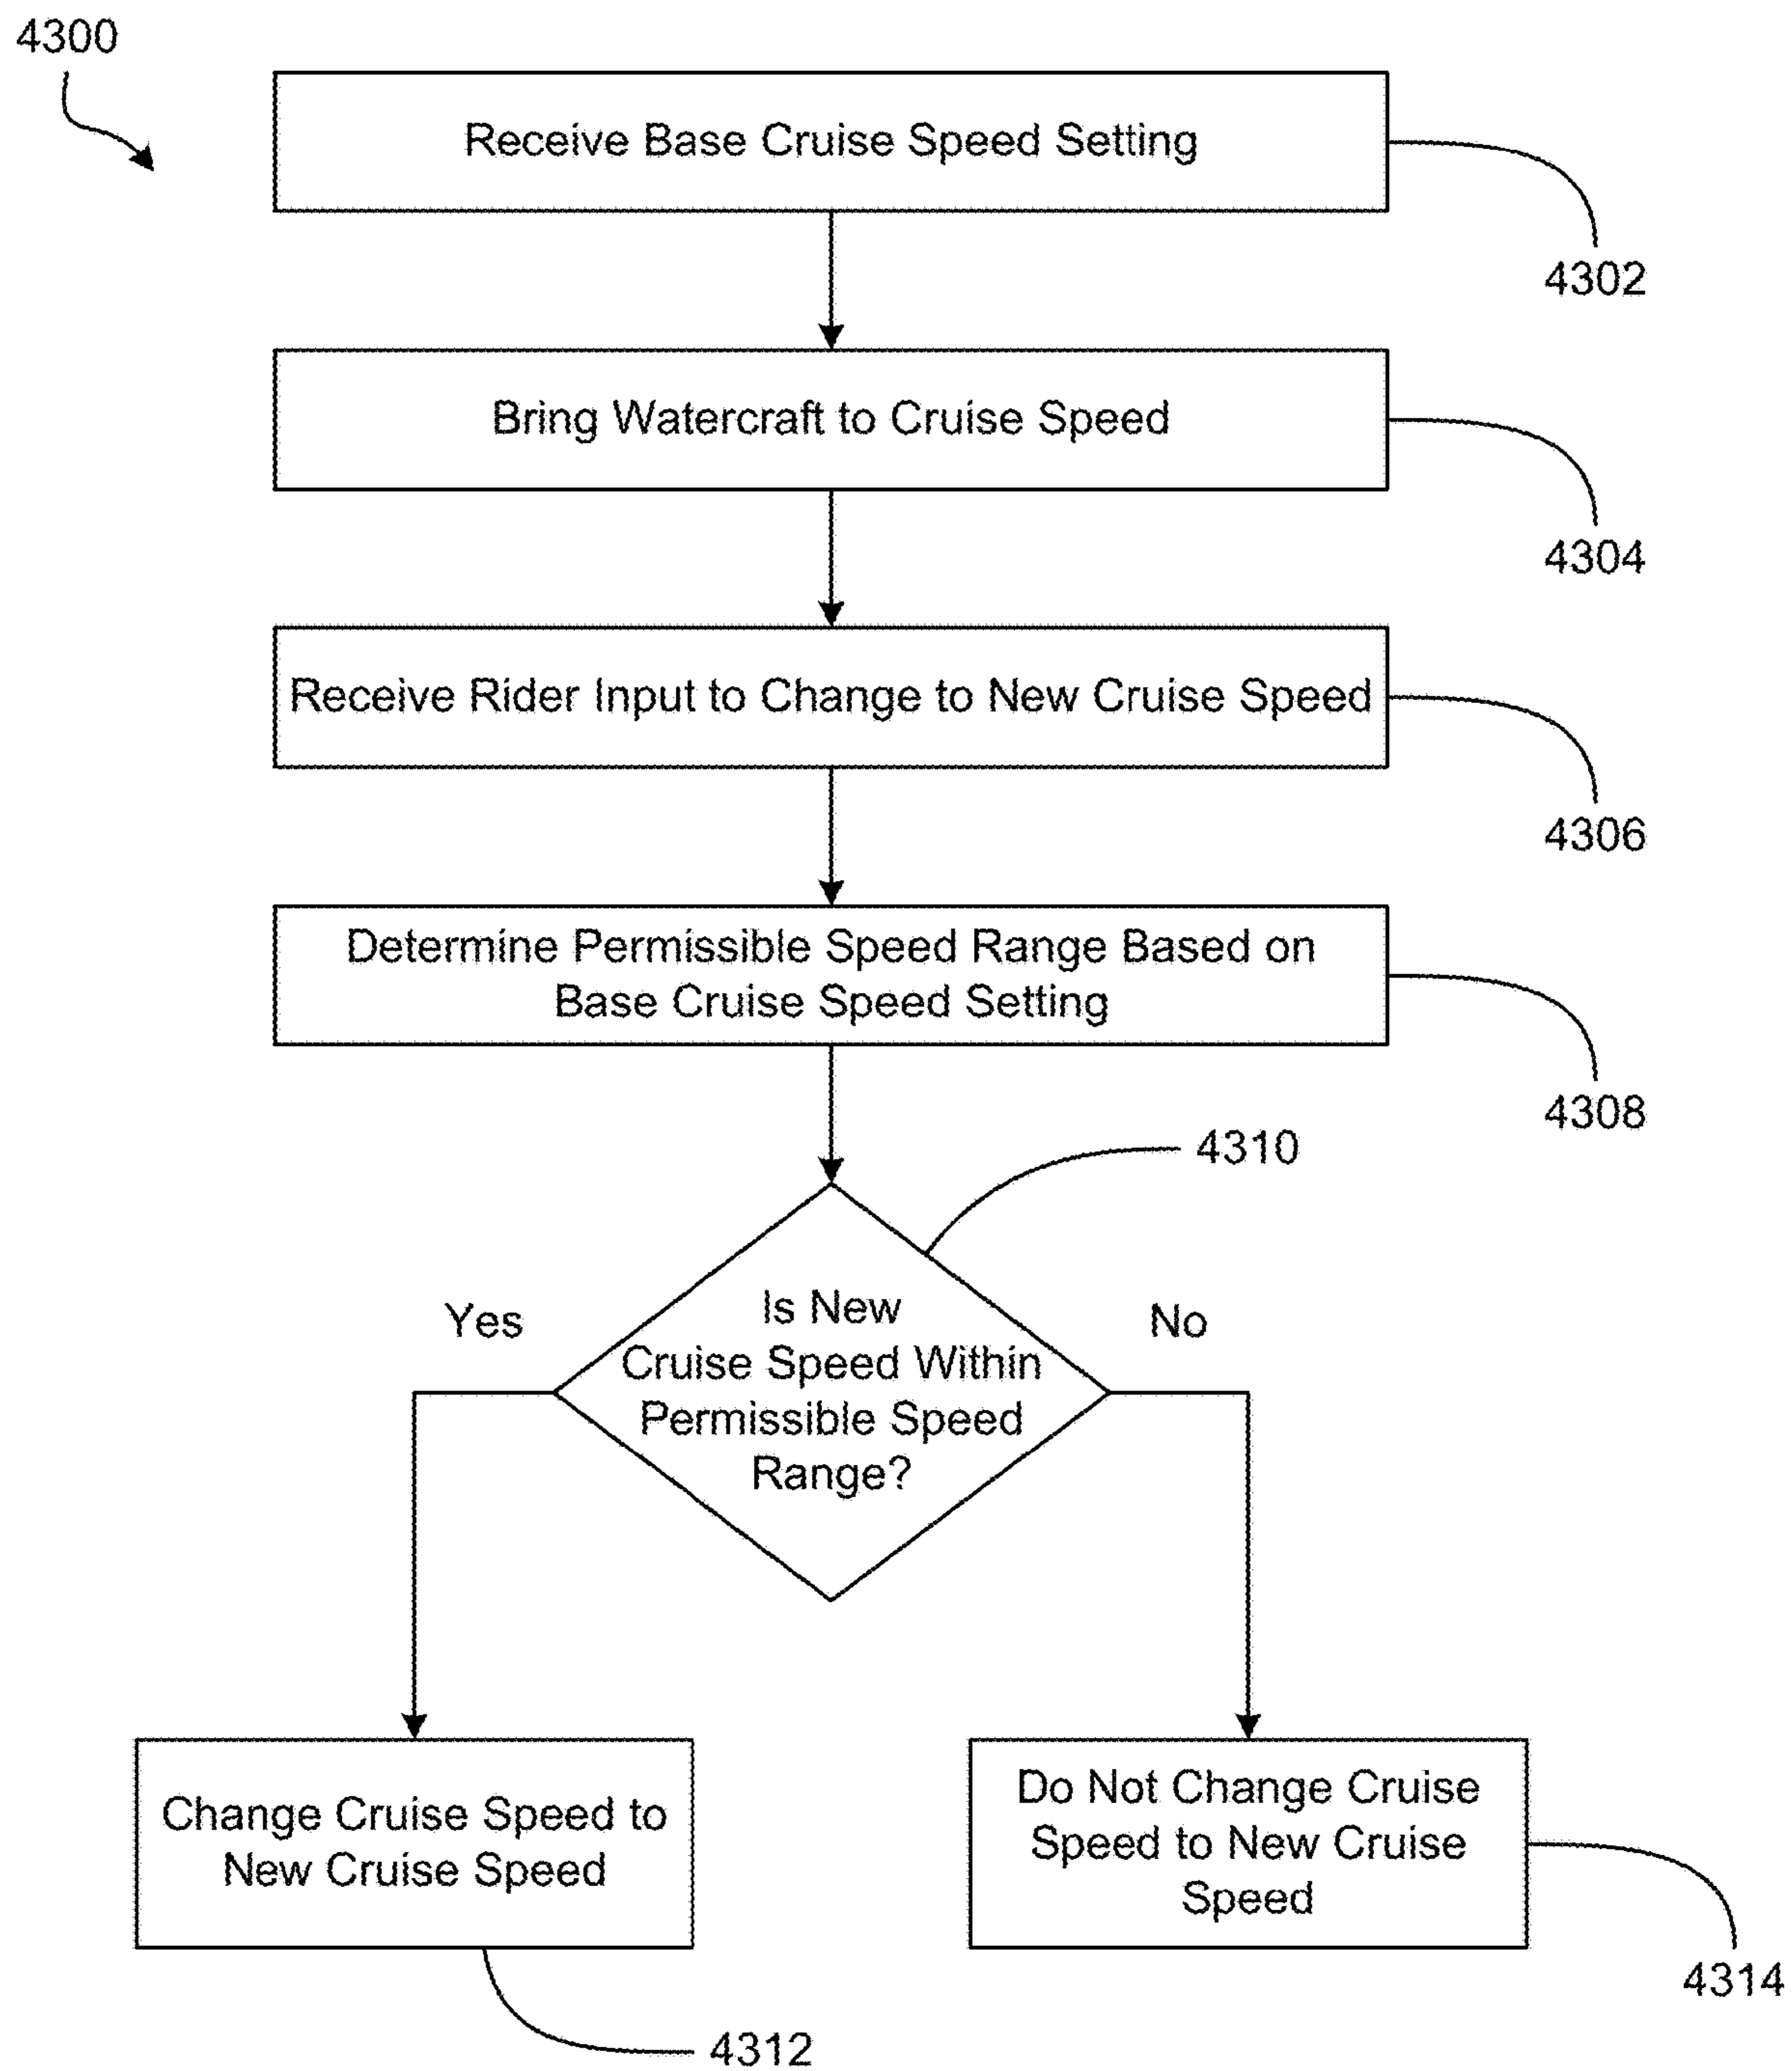 4300
Receive Base Cruise Speed Setting
4302
Bring Watercraft to Cruise Speed
4304
Receive Rider Input to Change to New Cruise Speed
4306
Determine Permissible Speed Range Based on
Base Cruise Speed Setting
4308
4310
Is New
Cruise Speed Within
Permissible Speed
Range?
Yes
No
Change Cruise Speed to
New Cruise Speed
4312
Do Not Change Cruise
Speed to New Cruise
Speed
4314